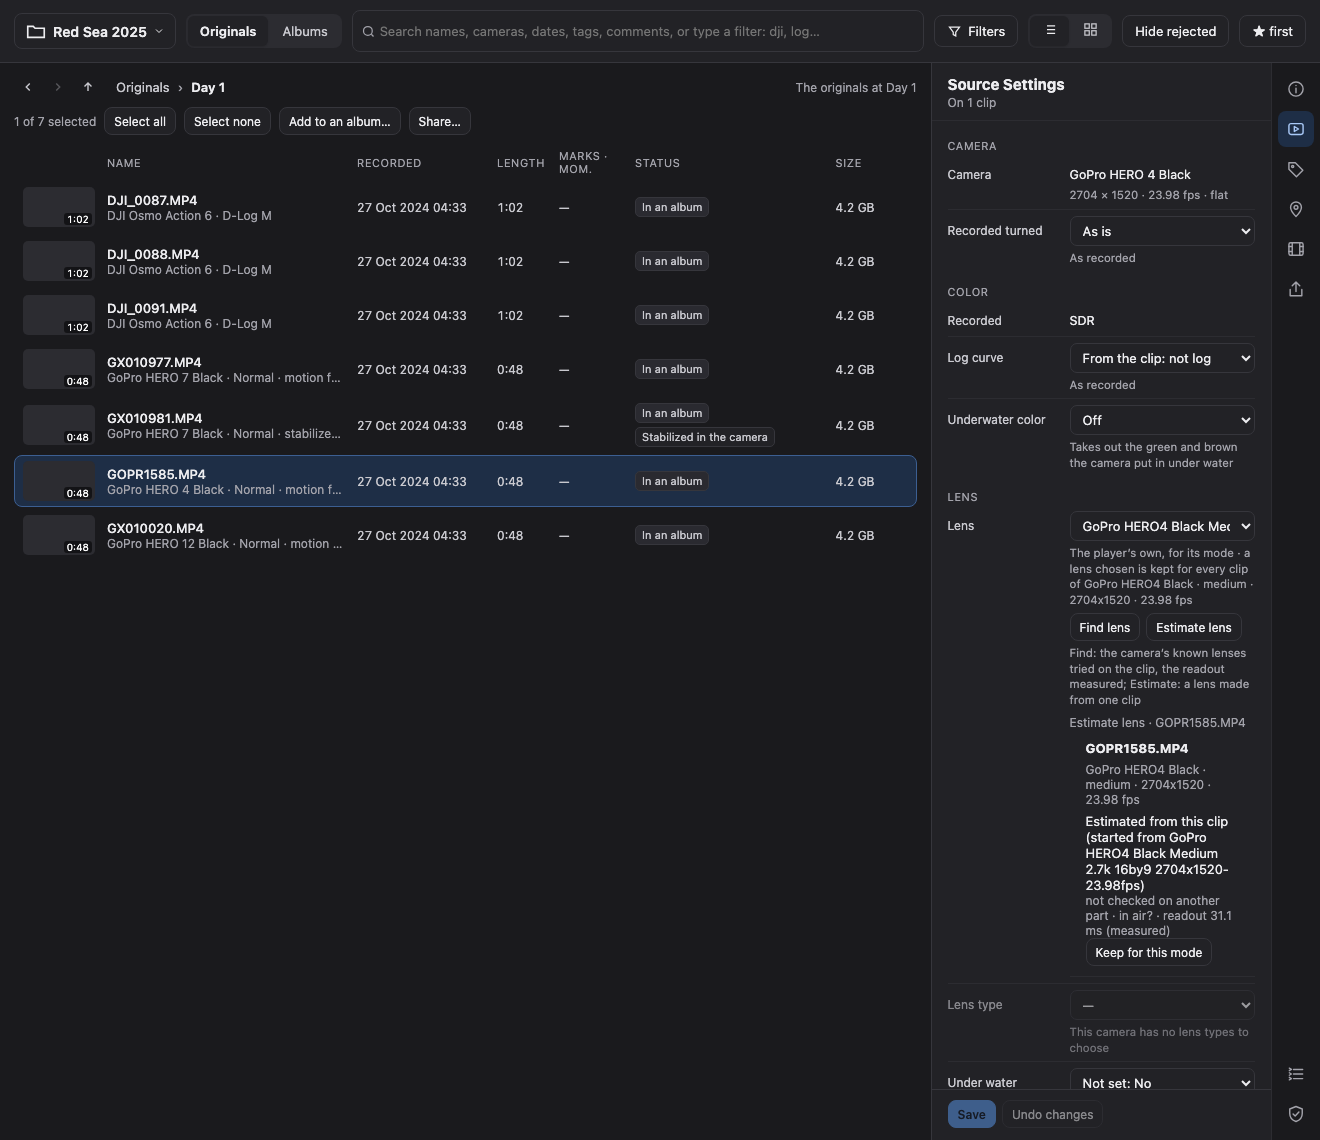 Red Sea 2025
Originals
Albums
Search names, cameras, dates, tags, comments, or type a filter: dji, log…
Filters
Hide rejected
★ first
Originals › Day 1
The originals at Day 1
1 of 7 selected
Select all
Select none
Add to an album…
Share…
NAME
RECORDED
LENGTH
MARKS · MOM.
STATUS
SIZE
1:02
DJI_0087.MP4
DJI Osmo Action 6 · D-Log M
27 Oct 2024 04:33
1:02
—
In an album
4.2 GB
1:02
DJI_0088.MP4
DJI Osmo Action 6 · D-Log M
27 Oct 2024 04:33
1:02
—
In an album
4.2 GB
1:02
DJI_0091.MP4
DJI Osmo Action 6 · D-Log M
27 Oct 2024 04:33
1:02
—
In an album
4.2 GB
0:48
GX010977.MP4
GoPro HERO 7 Black · Normal · motion f…
27 Oct 2024 04:33
0:48
—
In an album
4.2 GB
0:48
GX010981.MP4
GoPro HERO 7 Black · Normal · stabilize…
27 Oct 2024 04:33
0:48
—
In an album
Stabilized in the camera
4.2 GB
0:48
GOPR1585.MP4
GoPro HERO 4 Black · Normal · motion f…
27 Oct 2024 04:33
0:48
—
In an album
4.2 GB
0:48
GX010020.MP4
GoPro HERO 12 Black · Normal · motion …
27 Oct 2024 04:33
0:48
—
In an album
4.2 GB
Source Settings
On 1 clip
CAMERA
Camera
GoPro HERO 4 Black
2704 × 1520 · 23.98 fps · flat
Recorded turned
As is
As recorded
COLOR
Recorded
SDR
Log curve
From the clip: not log
As recorded
Underwater color
Off
Takes out the green and brown
the camera put in under water
LENS
Lens
GoPro HERO4 Black Med
The player's own, for its mode · a
lens chosen is kept for every clip
of GoPro HERO4 Black · medium ·
2704x1520 · 23.98 fps
Find lens
Estimate lens
Find: the camera's known lenses
tried on the clip, the readout
measured; Estimate: a lens made
from one clip
Estimate lens · GOPR1585.MP4
GOPR1585.MP4
GoPro HERO4 Black ·
medium · 2704x1520 ·
23.98 fps
Estimated from this clip
(started from GoPro
HERO4 Black Medium
2.7k 16by9 2704x1520-
23.98fps)
not checked on another
part · in air? · readout 31.1
ms (measured)
Keep for this mode
Lens type
—
This camera has no lens types to
choose
Under water
Not set: No
Save
Undo changes